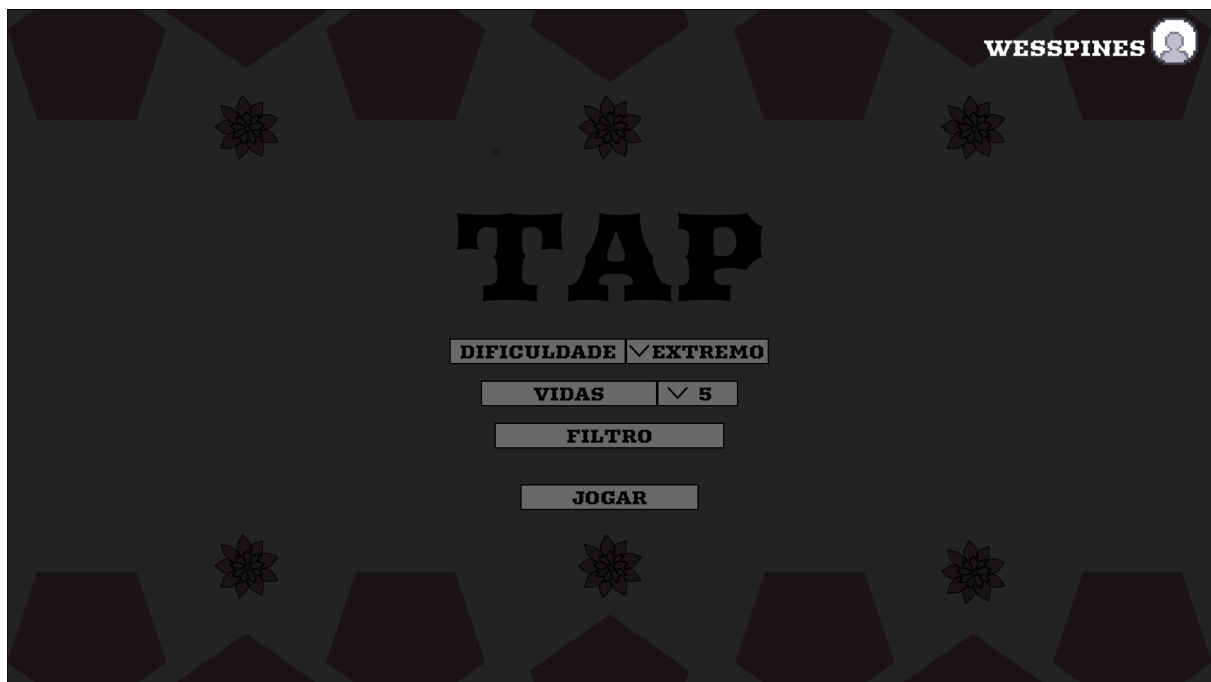 WESSPINES
TAP
DIFICULDADE EXTREMO
VIDAS 5
FILTRO
JOGAR